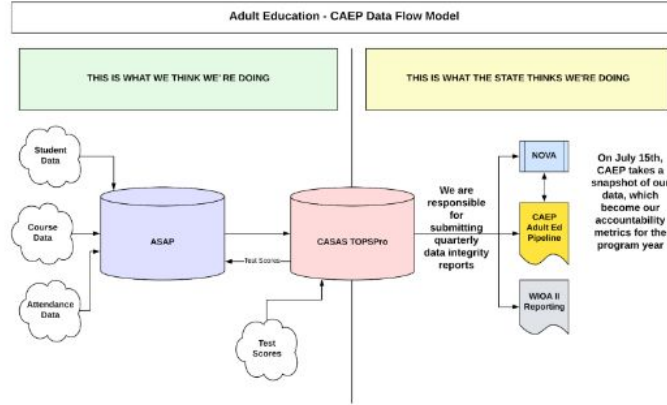 Adult Education - CAEP Data Flow Model
THIS IS WHAT WE THINK WE'RE DOING
THIS IS WHAT THE STATE THINKS WE'RE DOING
Student
Data
Course
Data
Attendance
Data
ASAP
Test Scores
CASAS TOPSPro
Test
Scores
We are
responsible
for
submitting
quarterly
data integrity
reports
NOVA
CAEP
Adult Ed
Pipeline
WIOA II
Reporting
On July 15th,
CAEP takes a
snapshot of our
data, which
become our
accountability
metrics for the
program year